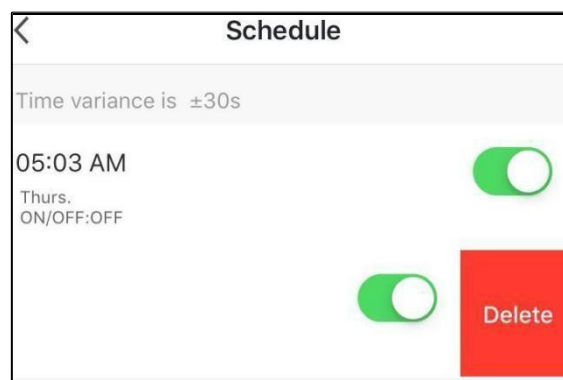 Schedule
Time variance is ±30s
05:03 AM
Thurs.
ON/OFF:OFF
Delete